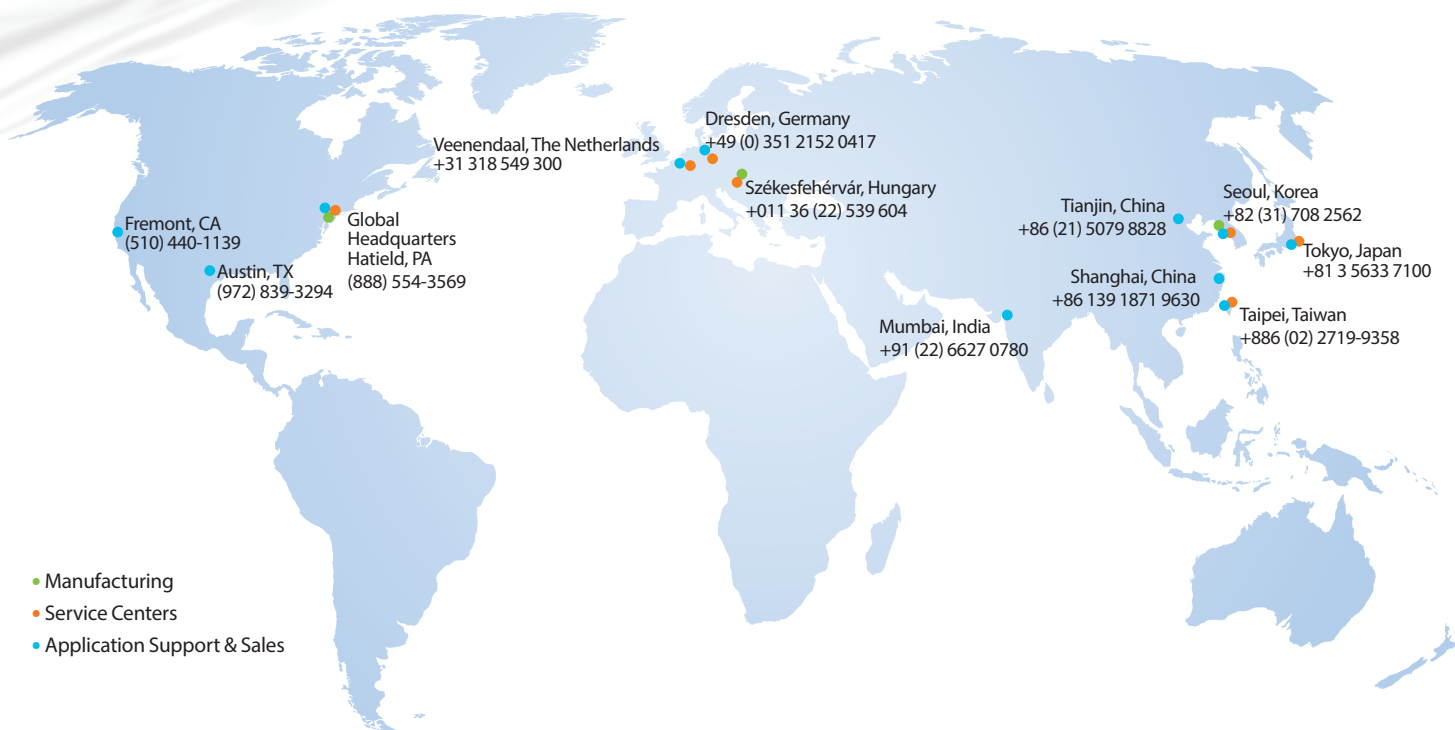 Dresden, Germany
+49 (0) 351 2152 0417
Veenendaal, The Netherlands
+31 318 549 300
Székesfehérvár, Hungary
+011 36 (22) 539 604
Fremont, CA
(510) 440-1139
Global
Headquarters
Hatield, PA
(888) 554-3569
Austin, TX
(972) 839-3294
Tianjin, China
+86 (21) 5079 8828
Seoul, Korea
+82 (31) 708 2562
Tokyo, Japan
+81 3 5633 7100
Shanghai, China
+86 139 1871 9630
Taipei, Taiwan
+886 (02) 2719-9358
Mumbai, India
+91 (22) 6627 0780
• Manufacturing
• Service Centers
• Application Support & Sales